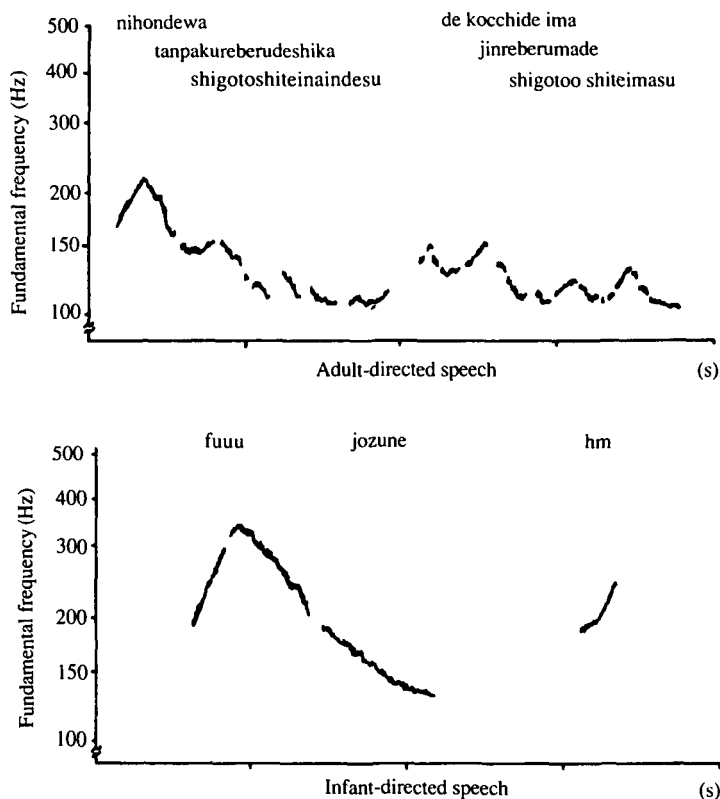 nihondewa
tanpakureberudeshika
shigotoshiteinaindesu
de kocchide ima
jinreberumade
shigotoo shiteimasu
Fundamental frequency (Hz)
500
400
300
200
150
100
Adult-directed speech
(s)
fuuu
jozune
hm
Fundamental frequency (Hz)
500
400
300
200
150
100
Infant-directed speech
(s)